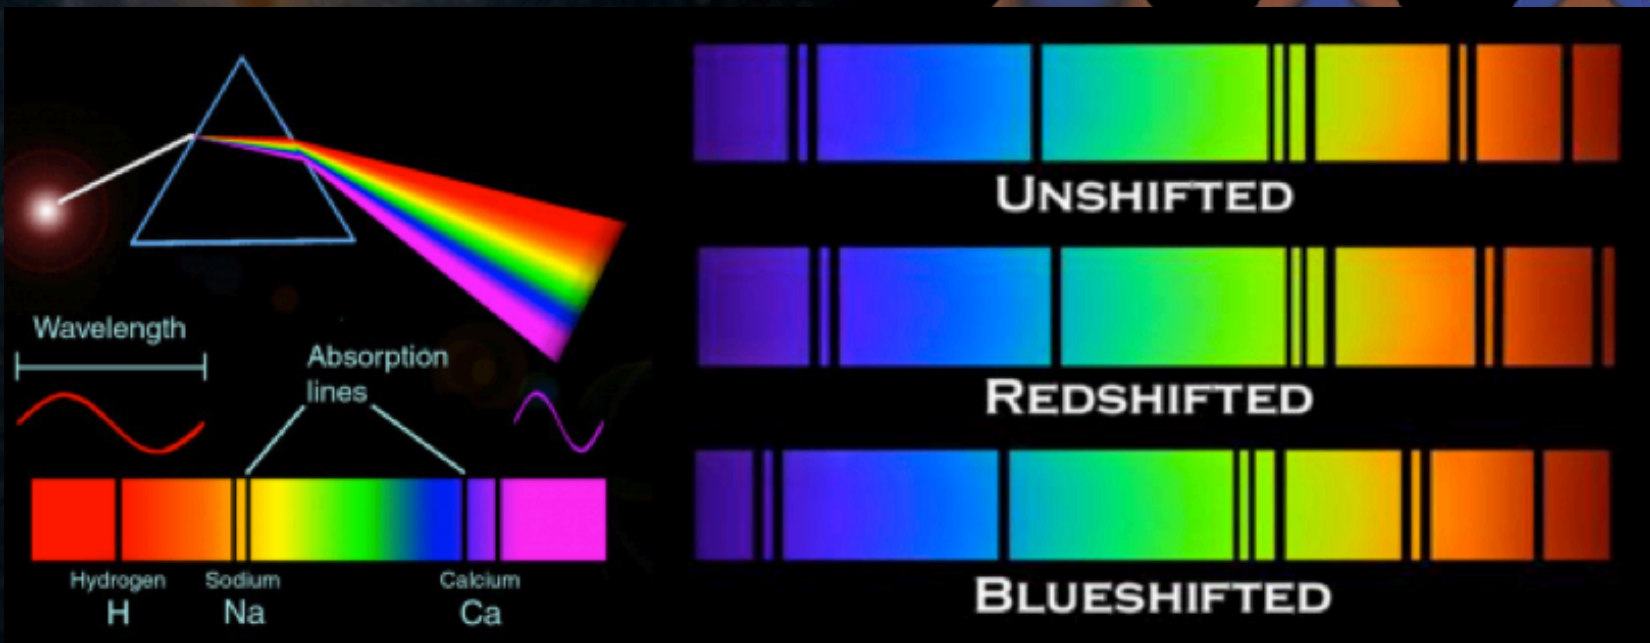 Wavelength
Absorption
lines
Hydrogen Sodium Calcium
H Na Ca
UNSHIFTED
REDSHIFTED
BLUESHIFTED